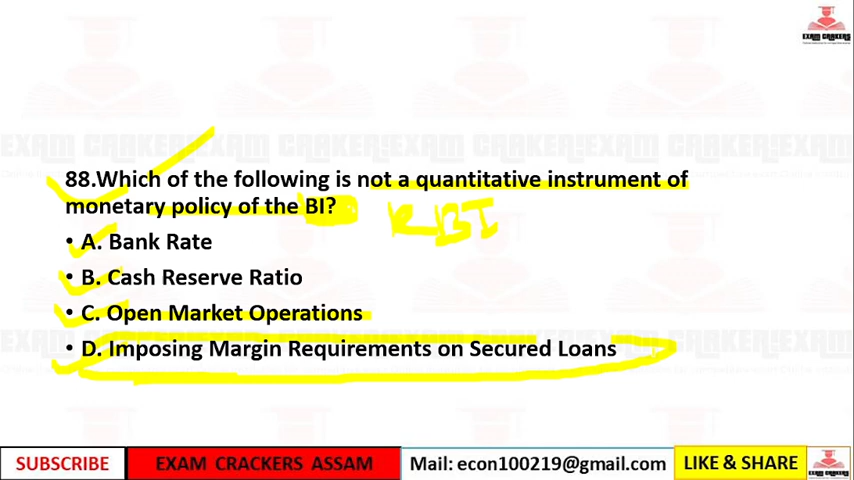 EXAM CRACKERS
88.Which of the following is not a quantitative instrument of
monetary policy of the BI?
RBI
• A. Bank Rate
• B. Cash Reserve Ratio
• C. Open Market Operations
• D. Imposing Margin Requirements on Secured Loans
SUBSCRIBE
EXAM CRACKERS ASSAM
Mail: econ100219@gmail.com
LIKE & SHARE